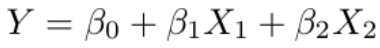 Y = β₀ + β₁X₁ + β₂X₂